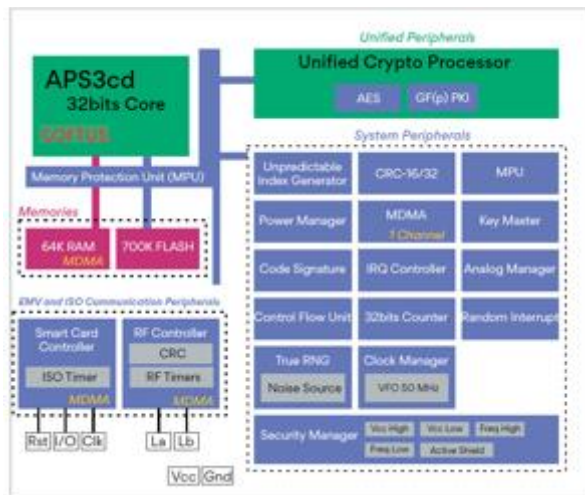 Unified Peripherals
APS3cd
32bits Core
CORTUS
Unified Crypto Processor
AES
GF(p) PKI
System Peripherals
Memory Protection Unit (MPU)
Unpredictable
Index Generator
CRC-16/32
MPU
Memories
64K RAM
MDMA
700K FLASH
Power Manager
MDMA
1 Channel
Key Master
Code Signature
IRQ Controller
Analog Manager
EMV and ISO Communication Peripherals
Smart Card
Controller
ISO Timer
MDMA
RF Controller
CRC
RF Timers
MDMA
Control Flow Unit
32bits Counter
Random Interrupt
True RNG
Noise Source
Clock Manager
VFO 50 MHz
Rst
I/O
Clk
La
Lb
Security Manager
Vcc High
Vcc Low
Freq High
Freq Low
Active Shield
Vcc
Gnd